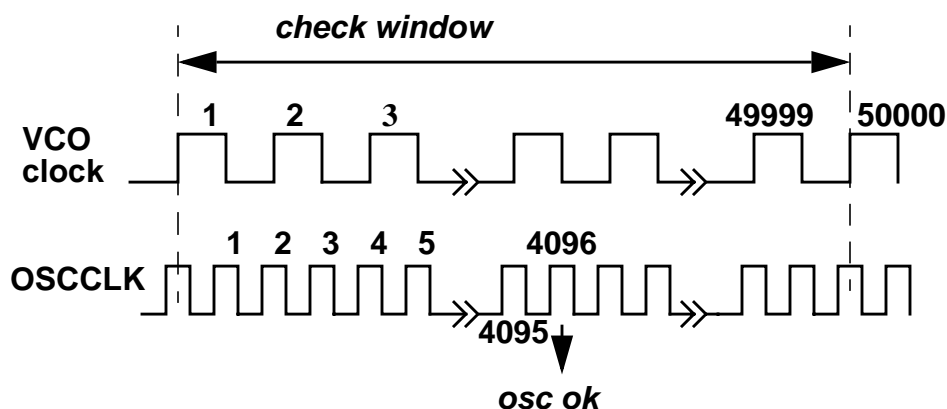 check window
1 2 3 49999 50000
VCO
clock
1 2 3 4 5 4096
OSCCLK
4095
osc ok